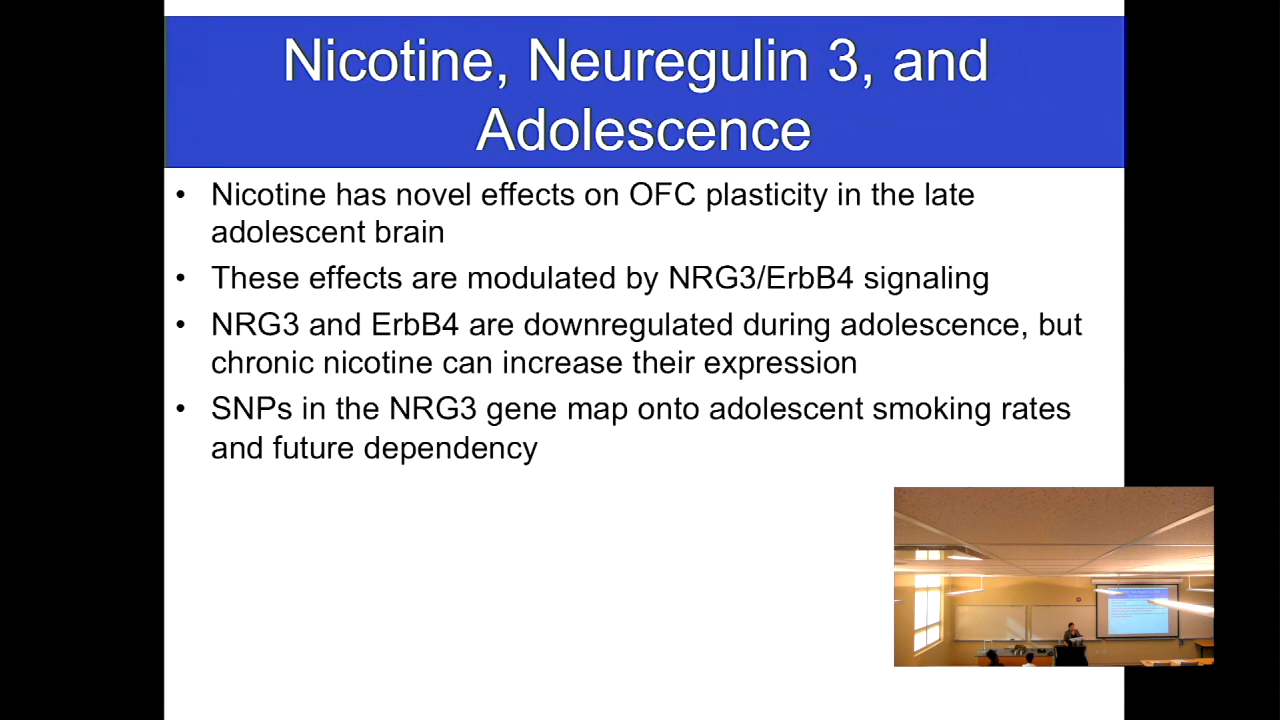 Nicotine, Neuregulin 3, and
Adolescence
• Nicotine has novel effects on OFC plasticity in the late
adolescent brain
• These effects are modulated by NRG3/ErbB4 signaling
• NRG3 and ErbB4 are downregulated during adolescence, but
chronic nicotine can increase their expression
• SNPs in the NRG3 gene map onto adolescent smoking rates
and future dependency